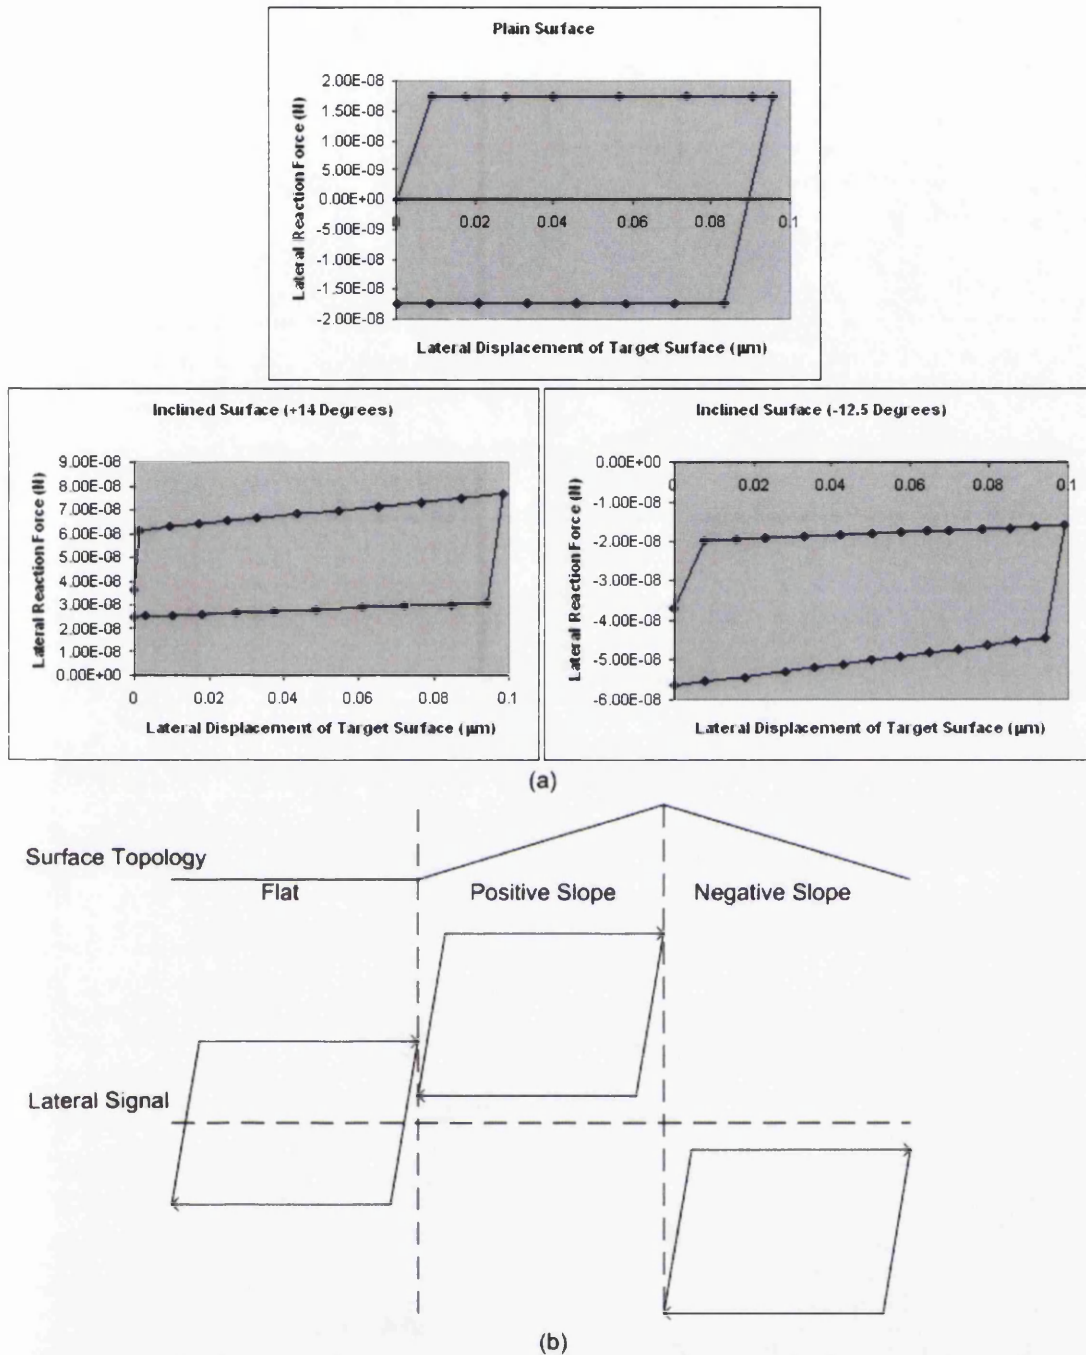 Plain Surface
Lateral Reaction Force (N)
2.00E-08
1.50E-08
1.00E-08
5.00E-09
0.00E+00
-5.00E-09
-1.00E-08
-1.50E-08
-2.00E-08
0 0.02 0.04 0.06 0.08 0.1
Lateral Displacement of Target Surface (µm)
Inclined Surface (+14 Degrees)
Lateral Reaction Force (N)
9.00E-08
8.00E-08
7.00E-08
6.00E-08
5.00E-08
4.00E-08
3.00E-08
2.00E-08
1.00E-08
0.00E+00
0 0.02 0.04 0.06 0.08 0.1
Lateral Displacement of Target Surface (µm)
Inclined Surface (-12.5 Degrees)
Lateral Reaction Force (N)
0.00E+00
-1.00E-08
-2.00E-08
-3.00E-08
-4.00E-08
-5.00E-08
-6.00E-08
0 0.02 0.04 0.06 0.08 0.1
Lateral Displacement of Target Surface (µm)
(a)
Surface Topology
Flat
Positive Slope
Negative Slope
Lateral Signal
(b)